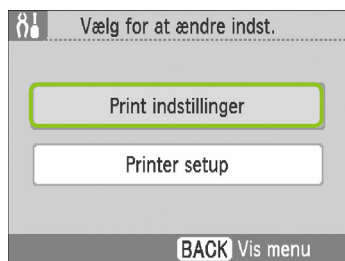 Vælg for at ændre indst.
Print indstillinger
Printer setup
BACK Vis menu